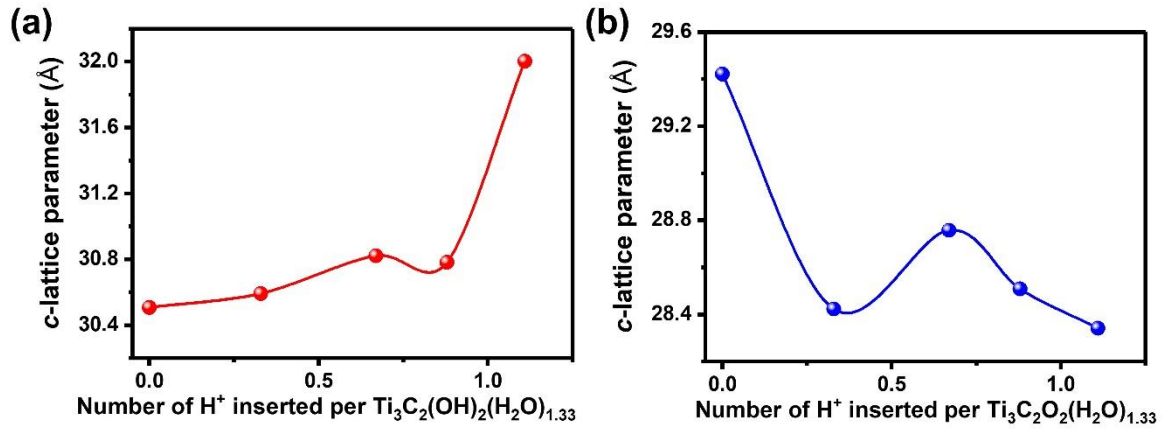 (a)
c-lattice parameter (Å)
32.0
31.6
31.2
30.8
30.4
0.0
0.5
1.0
Number of H⁺ inserted per Ti₃C₂(OH)₂(H₂O)₁.₃₃
(b)
c-lattice parameter (Å)
29.6
29.2
28.8
28.4
0.0
0.5
1.0
Number of H⁺ inserted per Ti₃C₂O₂(H₂O)₁.₃₃